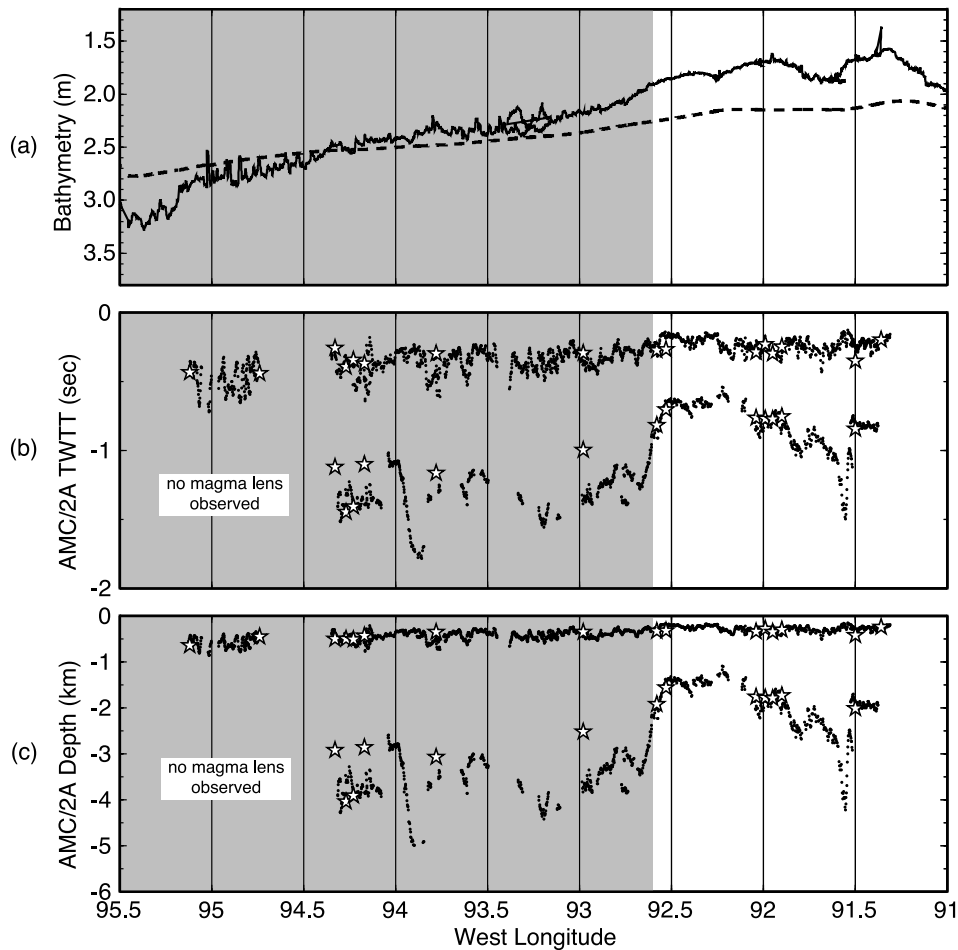 (a)
Bathymetry (m)
1.5
2.0
2.5
3.0
3.5
(b)
AMC/2A TWTT (sec)
0
-1
-2
no magma lens
observed
(c)
AMC/2A Depth (km)
0
-1
-2
-3
-4
-5
-6
no magma lens
observed
95.5 95 94.5 94 93.5 93 92.5 92 91.5 91
West Longitude